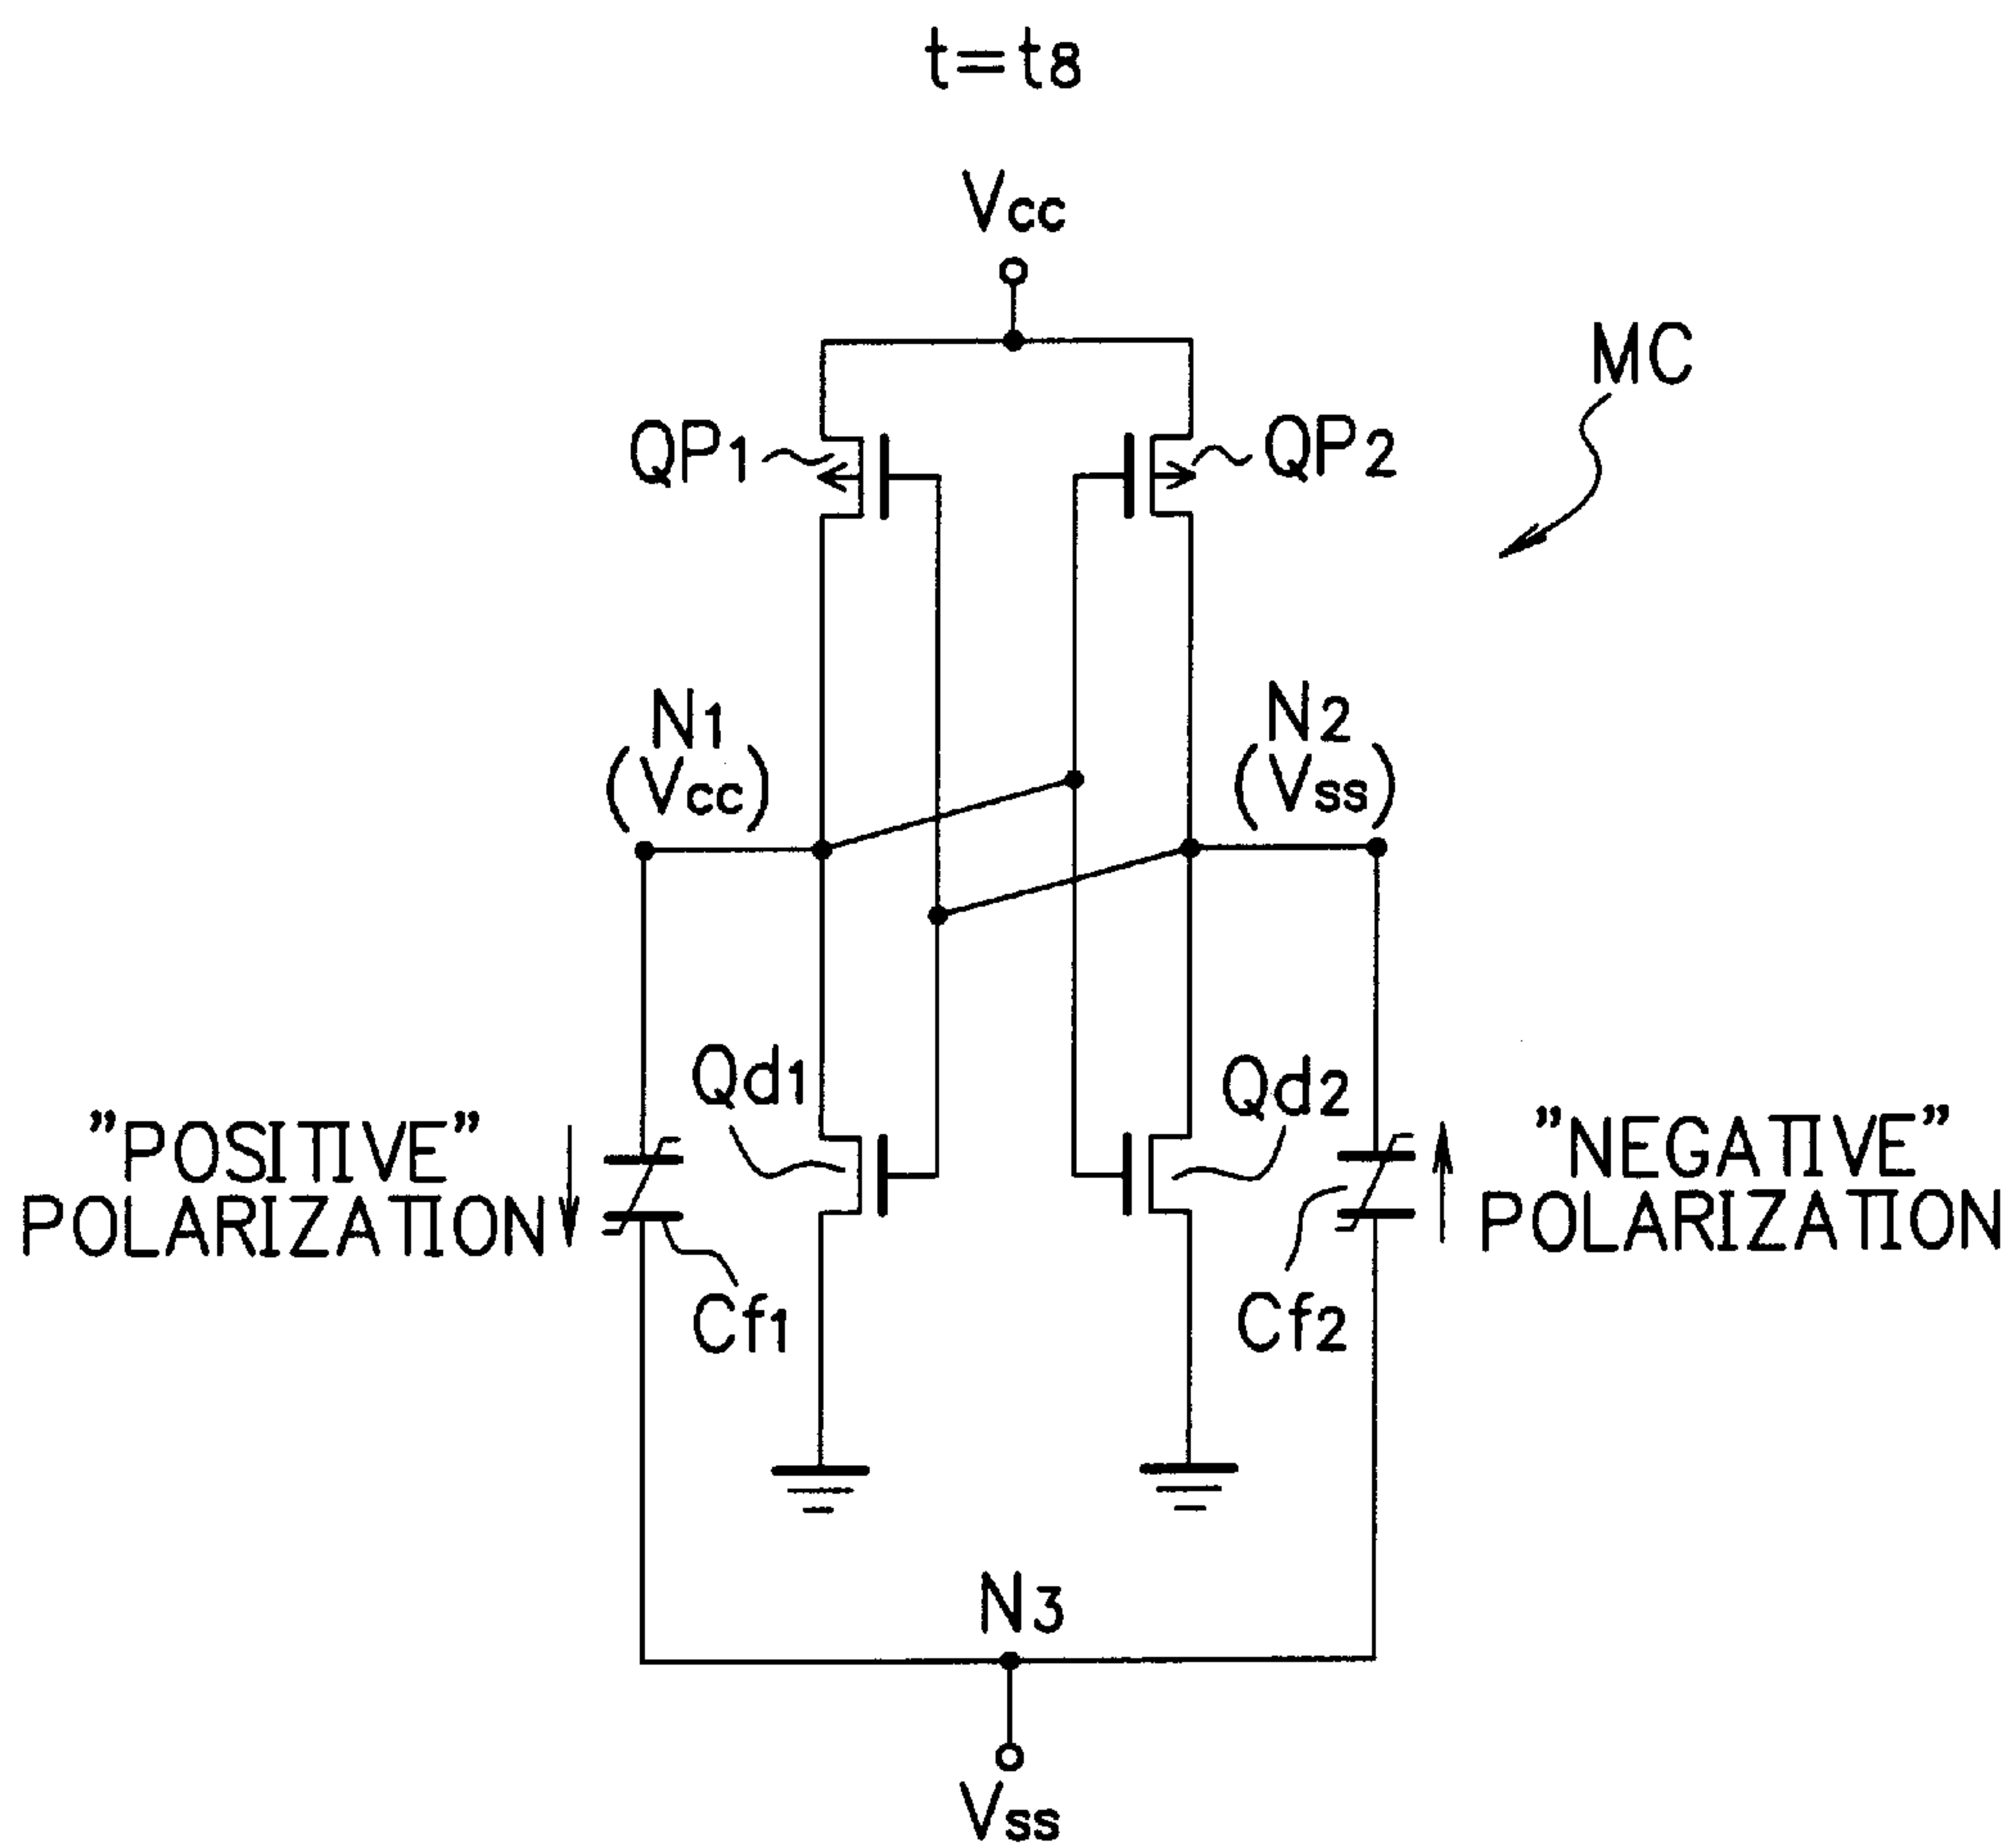 t=t8
Vcc
MC
QP1
QP2
N1
(Vcc)
N2
(Vss)
Qd1
Qd2
"POSITIVE"
POLARIZATION
"NEGATIVE"
POLARIZATION
Cf1
Cf2
N3
Vss